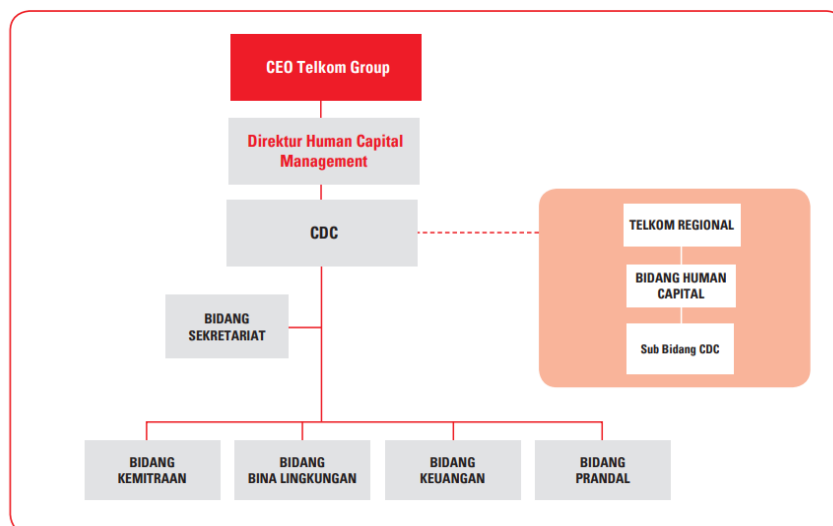 CEO Telkom Group
Direktur Human Capital
Management
CDC
TELKOM REGIONAL
BIDANG HUMAN
CAPITAL
Sub Bidang CDC
BIDANG
SEKRETARIAT
BIDANG
KEMITRAAN
BIDANG
BINA LINGKUNGAN
BIDANG
KEUANGAN
BIDANG
PRANDAL